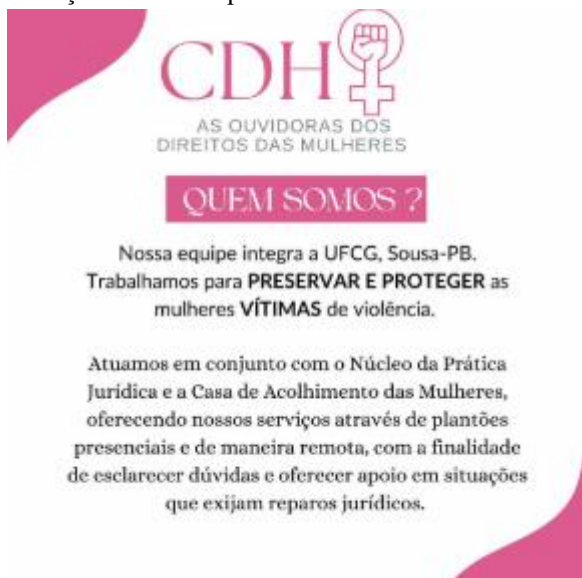 CDH
AS OUVIDORAS DOS
DIREITOS DAS MULHERES
QUEM SOMOS ?
Nossa equipe integra a UFCG, Sousa-PB.
Trabalhamos para PRESERVAR E PROTEGER as
mulheres VÍTIMAS de violência.
Atuamos em conjunto com o Núcleo da Prática
Jurídica e a Casa de Acolhimento das Mulheres,
oferecendo nossos serviços através de plantões
presenciais e de maneira remota, com a finalidade
de esclarecer dúvidas e oferecer apoio em situações
que exijam reparos jurídicos.